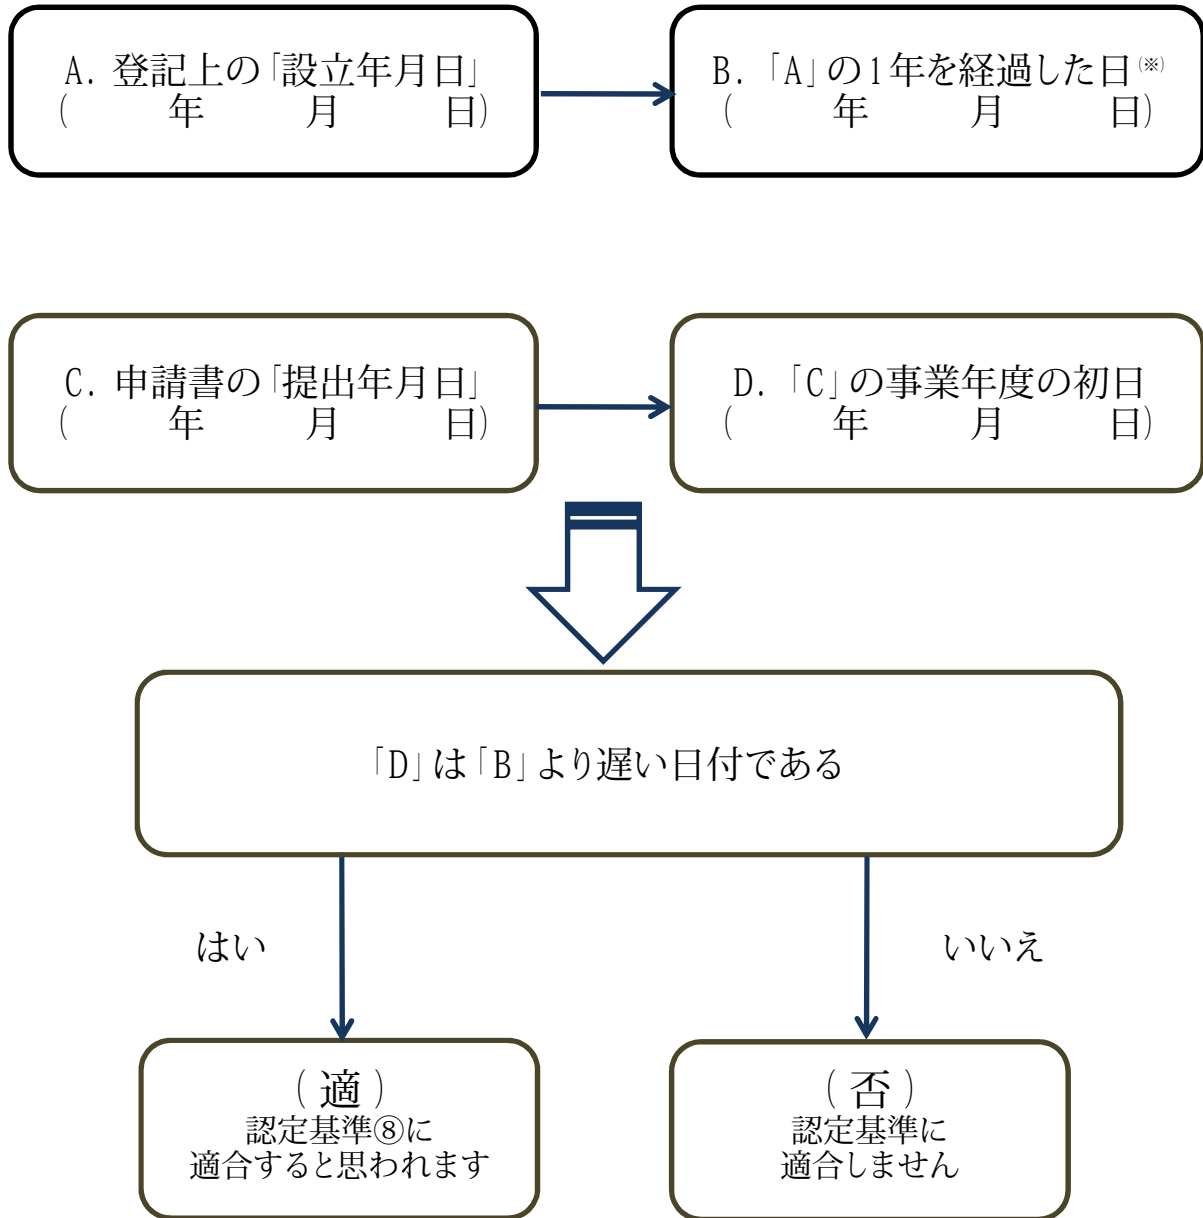 A. 登記上の「設立年月日」
(　　年　　月　　日)
B. 「A」の1年を経過した日(※)
(　　年　　月　　日)
C. 申請書の「提出年月日」
(　　年　　月　　日)
D. 「C」の事業年度の初日
(　　年　　月　　日)
「D」は「B」より遅い日付である
はい
いいえ
(適)
認定基準⑧に
適合すると思われます
(否)
認定基準に
適合しません